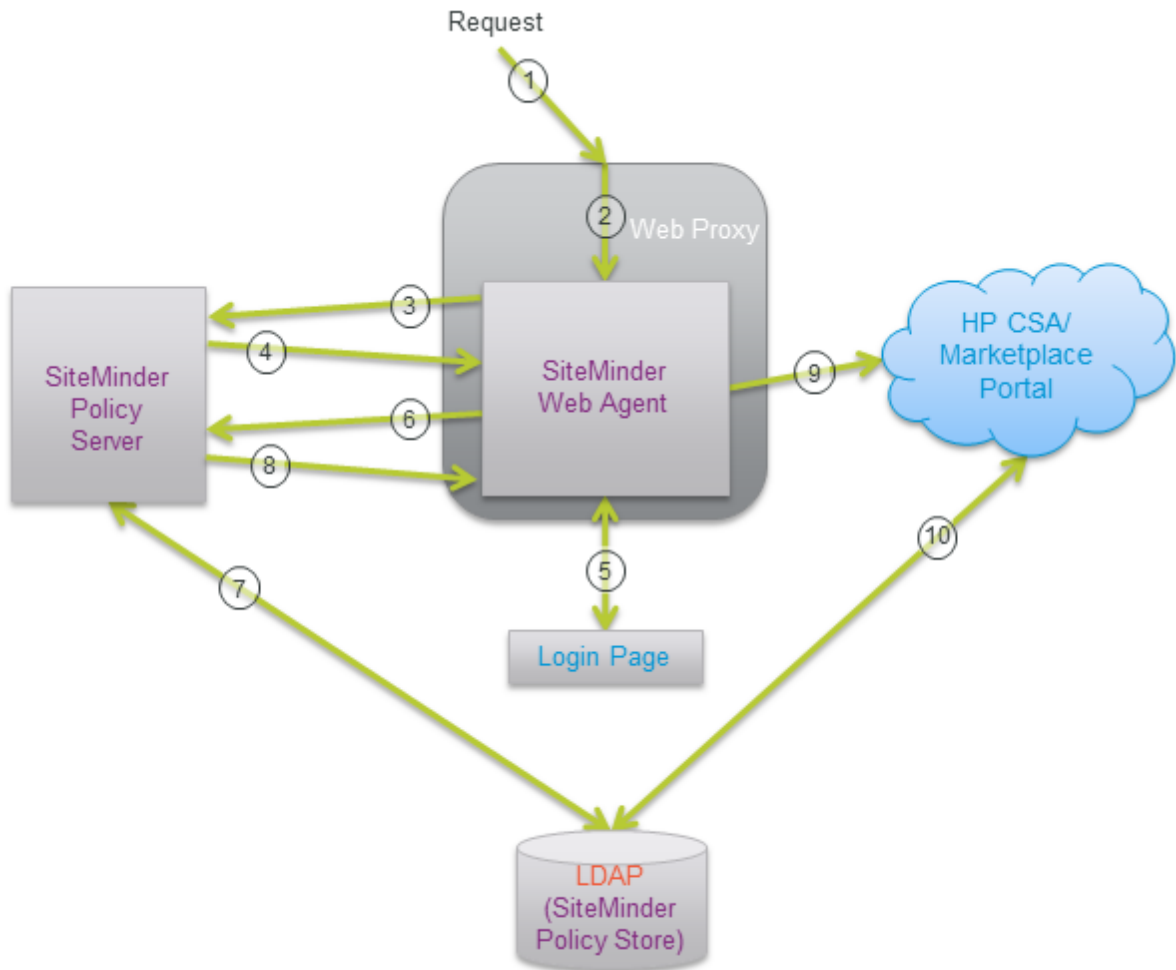 Request
1
2
Web Proxy
3
4
SiteMinder
Policy
Server
6
8
SiteMinder
Web Agent
9
HP CSA/
Marketplace
Portal
5
10
7
Login Page
LDAP
(SiteMinder
Policy Store)